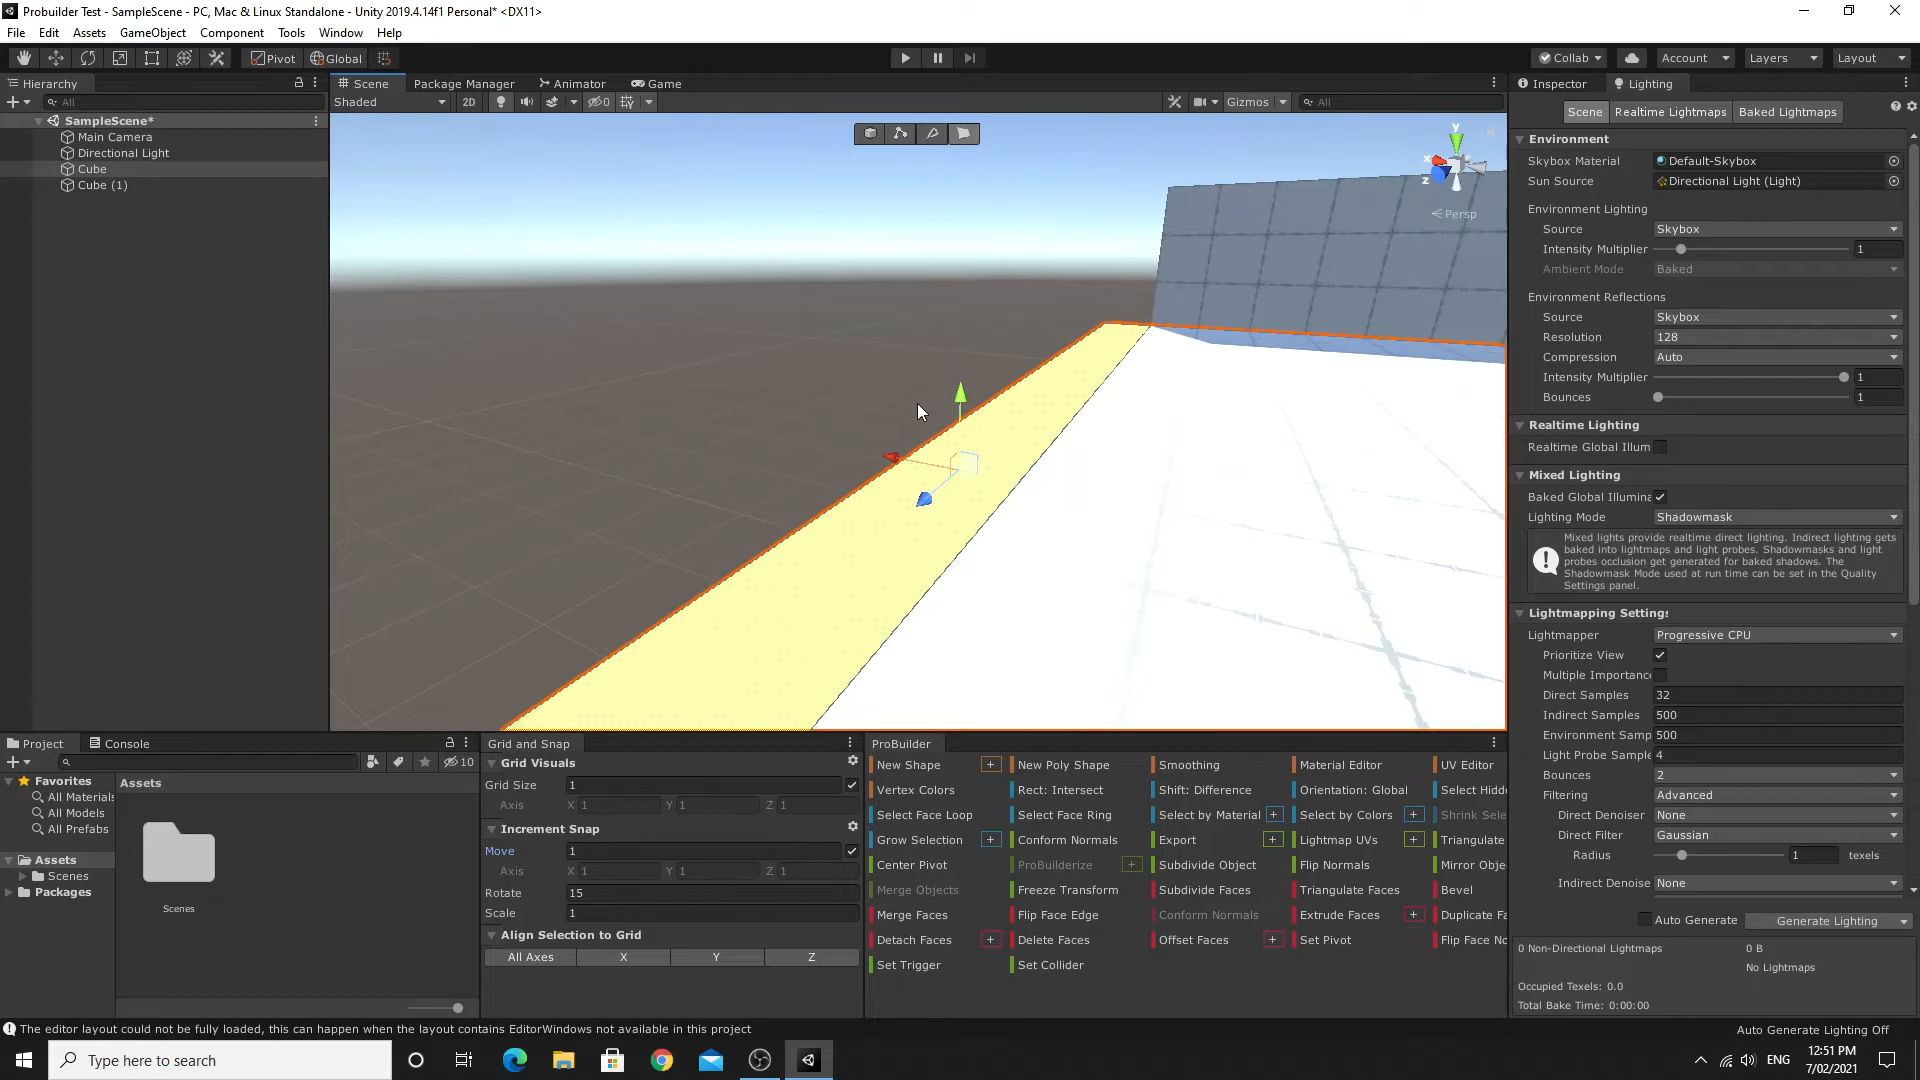 Probuilder Test - SampleScene - PC, Mac & Linux Standalone - Unity 2019.4.14f1 Personal* <DX11>
File Edit Assets GameObject Component Tools Window Help
Pivot Global Collab Account Layers Layout
Hierarchy
All
SampleScene*
Main Camera
Directional Light
Cube
Cube (1)
Scene Package Manager Animator Game
Shaded 2D 0 Gizmos All
y
x
z
Persp
Inspector Lighting
Scene Realtime Lightmaps Baked Lightmaps
Environment
Skybox Material Default-Skybox
Sun Source Directional Light (Light)
Environment Lighting
Source Skybox
Intensity Multiplier 1
Ambient Mode Baked
Environment Reflections
Source Skybox
Resolution 128
Compression Auto
Intensity Multiplier 1
Bounces 1
Realtime Lighting
Realtime Global Illum
Mixed Lighting
Baked Global Illumina
Lighting Mode Shadowmask
Mixed lights provide realtime direct lighting. Indirect lighting gets
baked into lightmaps and light probes. Shadowmasks and light
probes occlusion get generated for baked shadows. The
Shadowmask Mode used at run time can be set in the Quality
Settings panel.
Lightmapping Settings
Lightmapper Progressive CPU
Prioritize View
Multiple Importance
Direct Samples 32
Indirect Samples 500
Environment Samp 500
Light Probe Sample 4
Bounces 2
Filtering Advanced
Direct Denoiser None
Direct Filter Gaussian
Radius 1 texels
Indirect Denoise None
Auto Generate Generate Lighting
0 Non-Directional Lightmaps 0 B
No Lightmaps
Occupied Texels: 0.0
Total Bake Time: 0:00:00
Project Console
10
Favorites
All Materials
All Models
All Prefabs
Assets
Scenes
Packages
Assets
Scenes
Grid and Snap
Grid Visuals
Grid Size 1
Axis X 1 Y 1 Z 1
Increment Snap
Move 1
Axis X 1 Y 1 Z 1
Rotate 15
Scale 1
Align Selection to Grid
All Axes X Y Z
ProBuilder
New Shape + New Poly Shape Smoothing Material Editor UV Editor
Vertex Colors Rect: Intersect Shift: Difference Orientation: Global Select Hidd
Select Face Loop Select Face Ring Select by Material + Select by Colors + Shrink Sele
Grow Selection + Conform Normals Export + Lightmap UVs + Triangulate
Center Pivot ProBuilderize + Subdivide Object Flip Normals Mirror Obje
Merge Objects Freeze Transform Subdivide Faces Triangulate Faces Bevel
Merge Faces Flip Face Edge Conform Normals Extrude Faces + Duplicate Fa
Detach Faces + Delete Faces Offset Faces + Set Pivot Flip Face No
Set Trigger Set Collider
The editor layout could not be fully loaded, this can happen when the layout contains EditorWindows not available in this project
Auto Generate Lighting Off
Type here to search
ENG
12:51 PM
7/02/2021